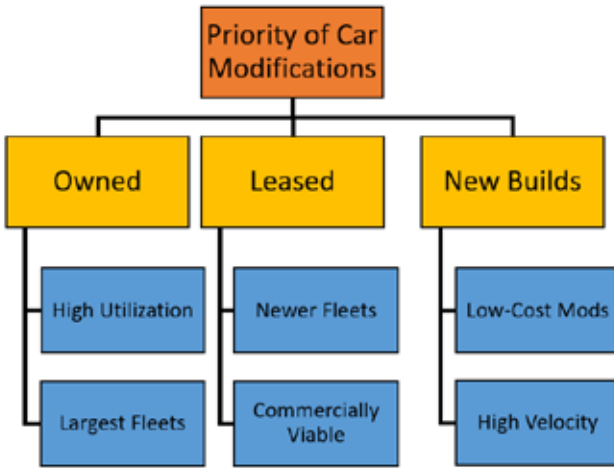 Priority of Car
Modifications
Owned
Leased
New Builds
High Utilization
Newer Fleets
Low-Cost Mods
Largest Fleets
Commercially
Viable
High Velocity